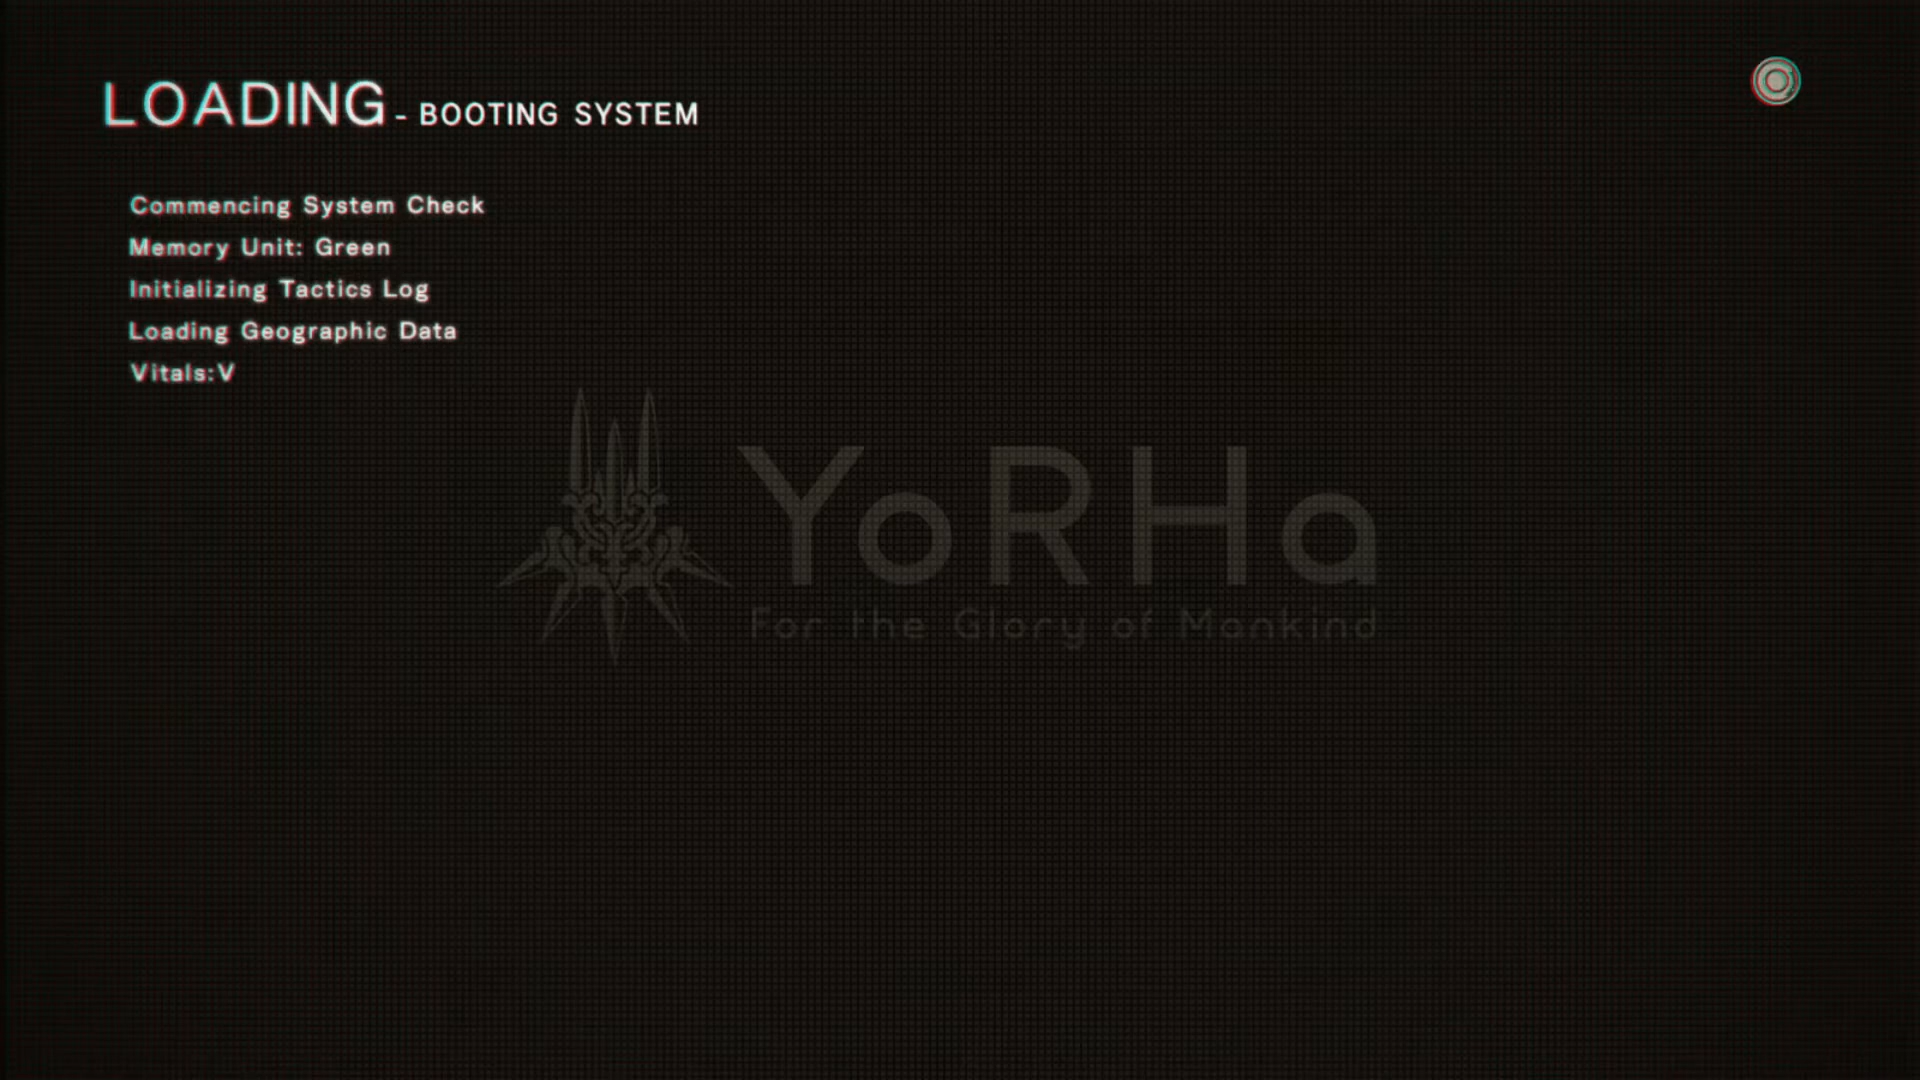 LOADING - BOOTING SYSTEM
Commencing System Check
Memory Unit: Green
Initializing Tactics Log
Loading Geographic Data
Vitals:V
YoRHa
For the Glory of Mankind